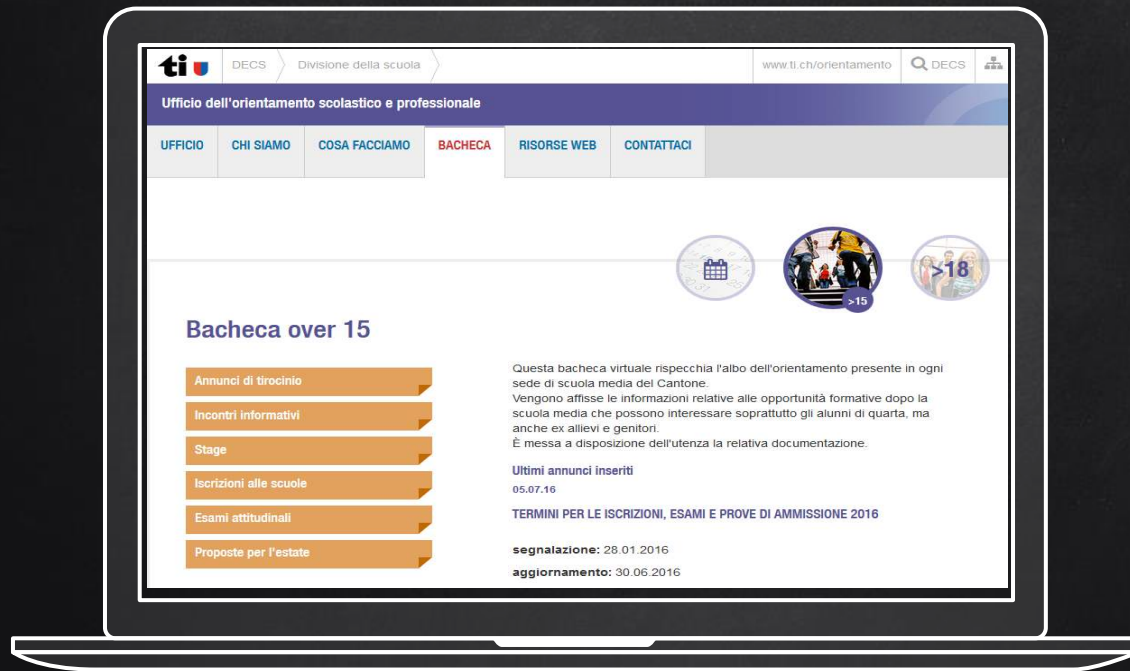 ti DECS Divisione della scuola www.ti.ch/orientamento DECS
Ufficio dell'orientamento scolastico e professionale
UFFICIO CHI SIAMO COSA FACCIAMO BACHECA RISORSE WEB CONTATTACI
>15
>18
Bacheca over 15
Annunci di tirocinio
Incontri informativi
Stage
Iscrizioni alle scuole
Esami attitudinali
Proposte per l'estate
Questa bacheca virtuale rispecchia l'albo dell'orientamento presente in ogni
sede di scuola media del Cantone.
Vengono affisse le informazioni relative alle opportunità formative dopo la
scuola media che possono interessare soprattutto gli alunni di quarta, ma
anche ex allievi e genitori.
È messa a disposizione dell'utenza la relativa documentazione.
Ultimi annunci inseriti
05.07.16
TERMINI PER LE ISCRIZIONI, ESAMI E PROVE DI AMMISSIONE 2016
segnalazione: 28.01.2016
aggiornamento: 30.06.2016